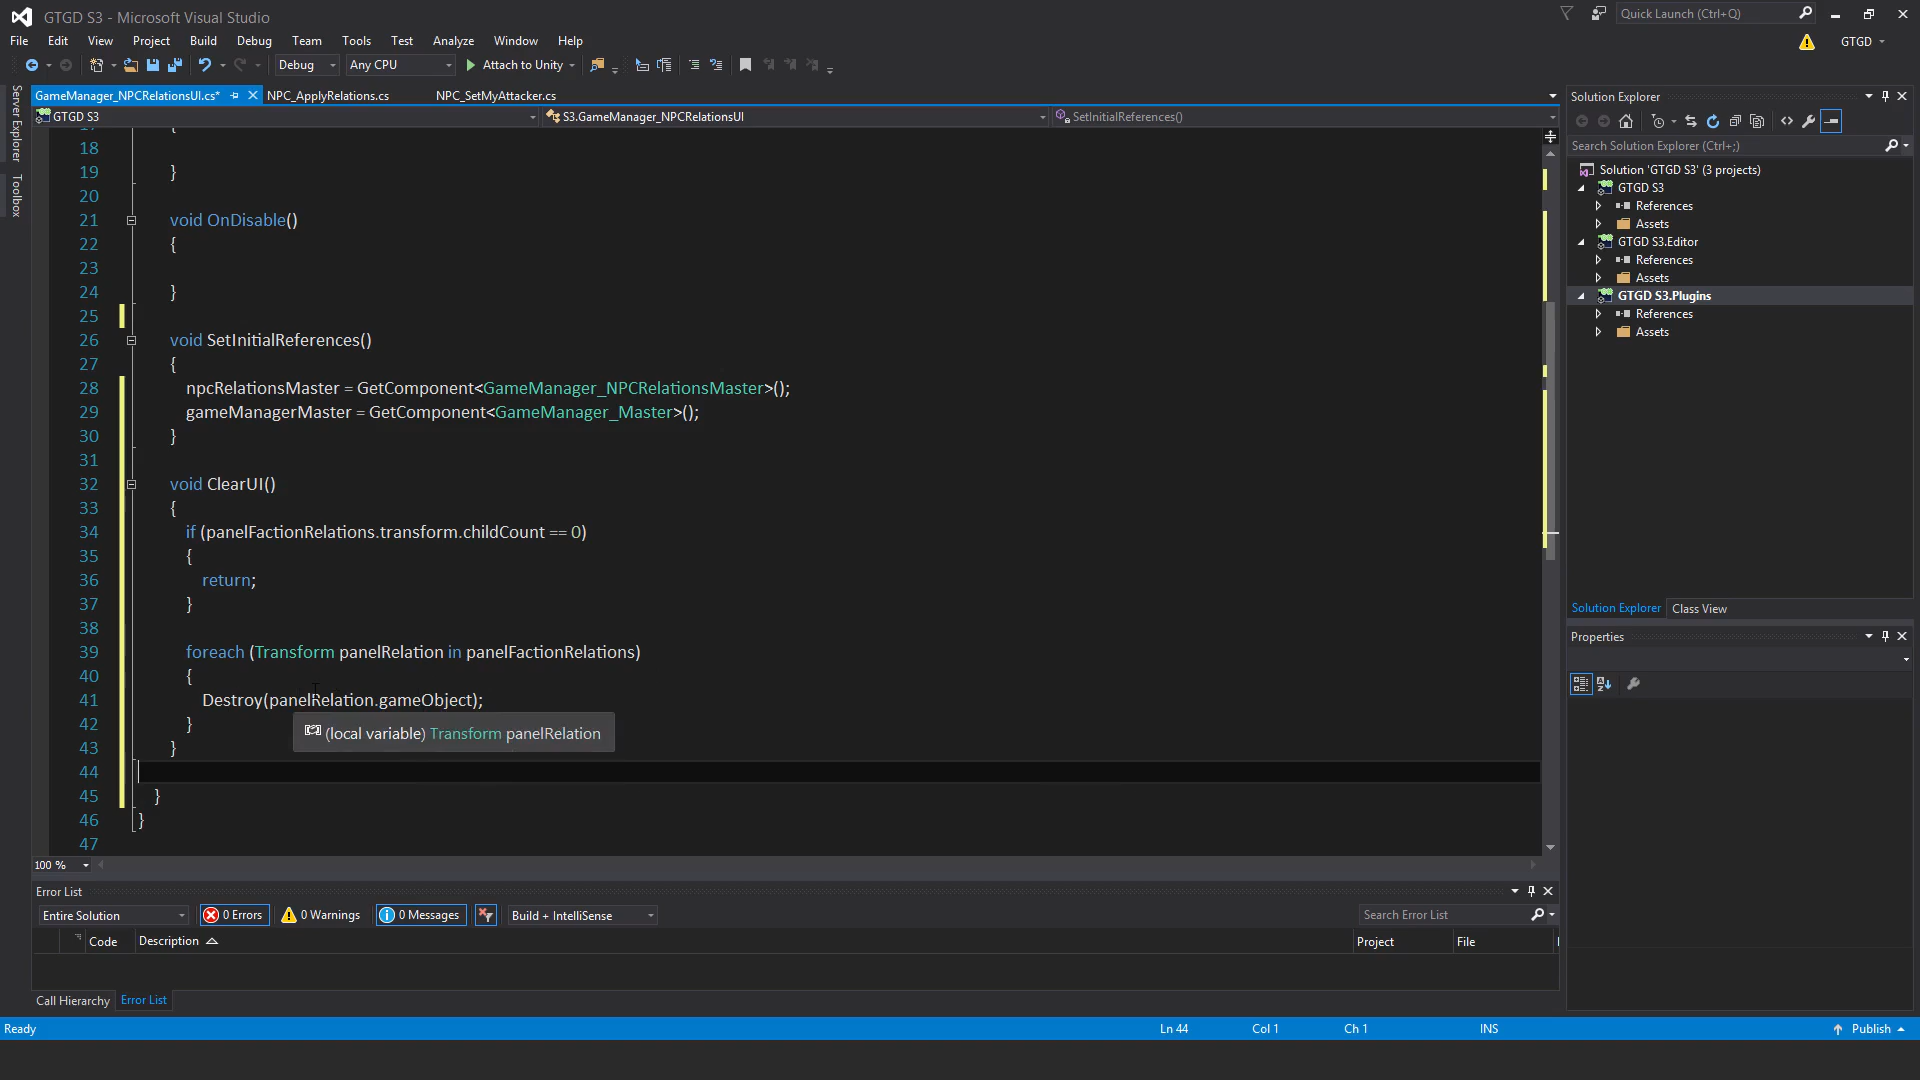 GTGD S3 - Microsoft Visual Studio
Quick Launch (Ctrl+Q)
File Edit View Project Build Debug Team Tools Test Analyze Window Help
GTGD
Debug Any CPU Attach to Unity
Server Explorer
Toolbox
GameManager_NPCRelationsUI.cs* NPC_ApplyRelations.cs NPC_SetMyAttacker.cs
GTGD S3 S3.GameManager_NPCRelationsUI SetInitialReferences()
17 {
18
19 }
20
21 void OnDisable()
22 {
23
24 }
25
26 void SetInitialReferences()
27 {
28 npcRelationsMaster = GetComponent<GameManager_NPCRelationsMaster>();
29 gameManagerMaster = GetComponent<GameManager_Master>();
30 }
31
32 void ClearUI()
33 {
34 if (panelFactionRelations.transform.childCount == 0)
35 {
36 return;
37 }
38
39 foreach (Transform panelRelation in panelFactionRelations)
40 {
41 Destroy(panelRelation.gameObject);
42 }
(local variable) Transform panelRelation
43 }
44
45 }
46 }
47
100 %
Solution Explorer
Search Solution Explorer (Ctrl+;)
Solution 'GTGD S3' (3 projects)
GTGD S3
References
Assets
GTGD S3.Editor
References
Assets
GTGD S3.Plugins
References
Assets
Solution Explorer Class View
Properties
Error List
Entire Solution 0 Errors 0 Warnings 0 Messages Build + IntelliSense Search Error List
Code Description Project File
Call Hierarchy Error List
Ready Ln 44 Col 1 Ch 1 INS Publish